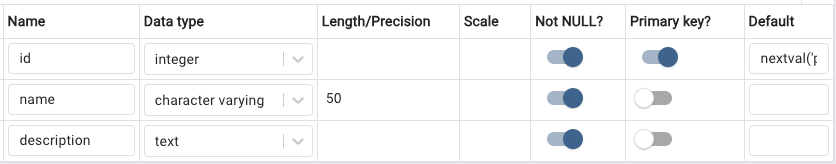 Name Data type Length/Precision Scale Not NULL? Primary key? Default
id integer nextval('p
name character varying 50
description text